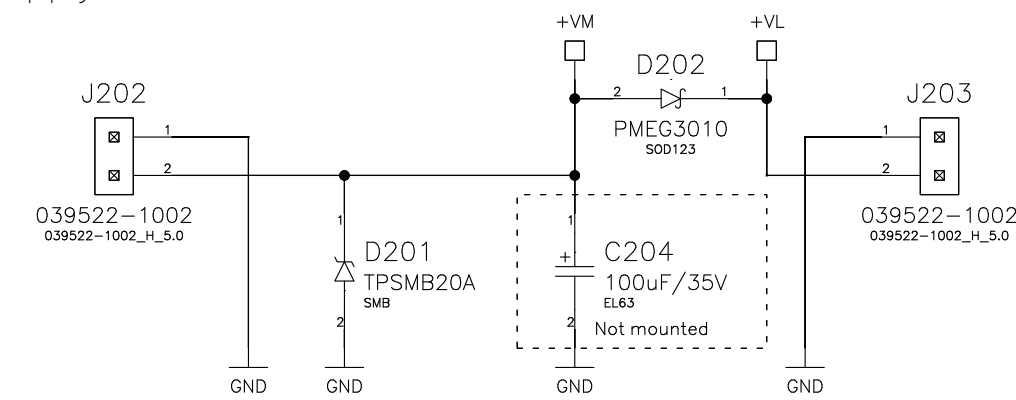 +VM
+VL
D202
2
1
PMEG3010
SOD123
J202
1
2
039522-1002
039522-1002_H_5.0
J203
1
2
039522-1002
039522-1002_H_5.0
1
D201
TPSMB20A
SMB
2
1
+
C204
100uF/35V
EL63
2
Not mounted
GND
GND
GND
GND